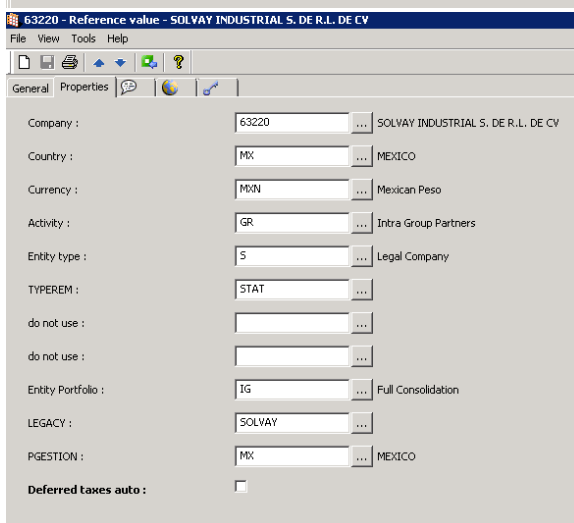 63220 - Reference value - SOLVAY INDUSTRIAL S. DE R.L. DE CV
File View Tools Help
General Properties
Company : 63220 ... SOLVAY INDUSTRIAL S. DE R.L. DE CV
Country : MX ... MEXICO
Currency : MXN ... Mexican Peso
Activity : GR ... Intra Group Partners
Entity type : S ... Legal Company
TYPEREM : STAT ...
do not use : ...
do not use : ...
Entity Portfolio : IG ... Full Consolidation
LEGACY : SOLVAY ...
PGESTION : MX ... MEXICO
Deferred taxes auto :